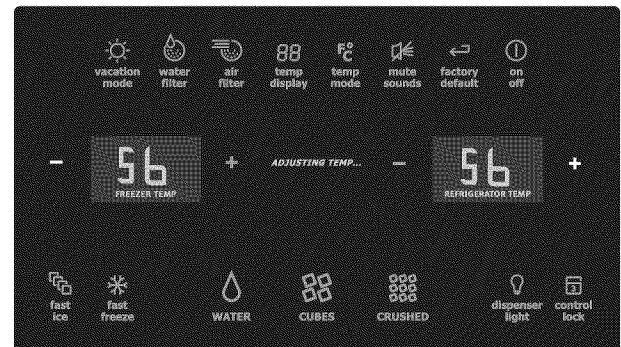 vacation
mode
water
filter
air
filter
88
temp
display
F°C
temp
mode
mute
sounds
factory
default
on
off
56
FREEZER TEMP
+
ADJUSTING TEMP...
56
REFRIGERATOR TEMP
+
fast
ice
fast
freeze
WATER
CUBES
CRUSHED
dispenser
light
3
control
lock